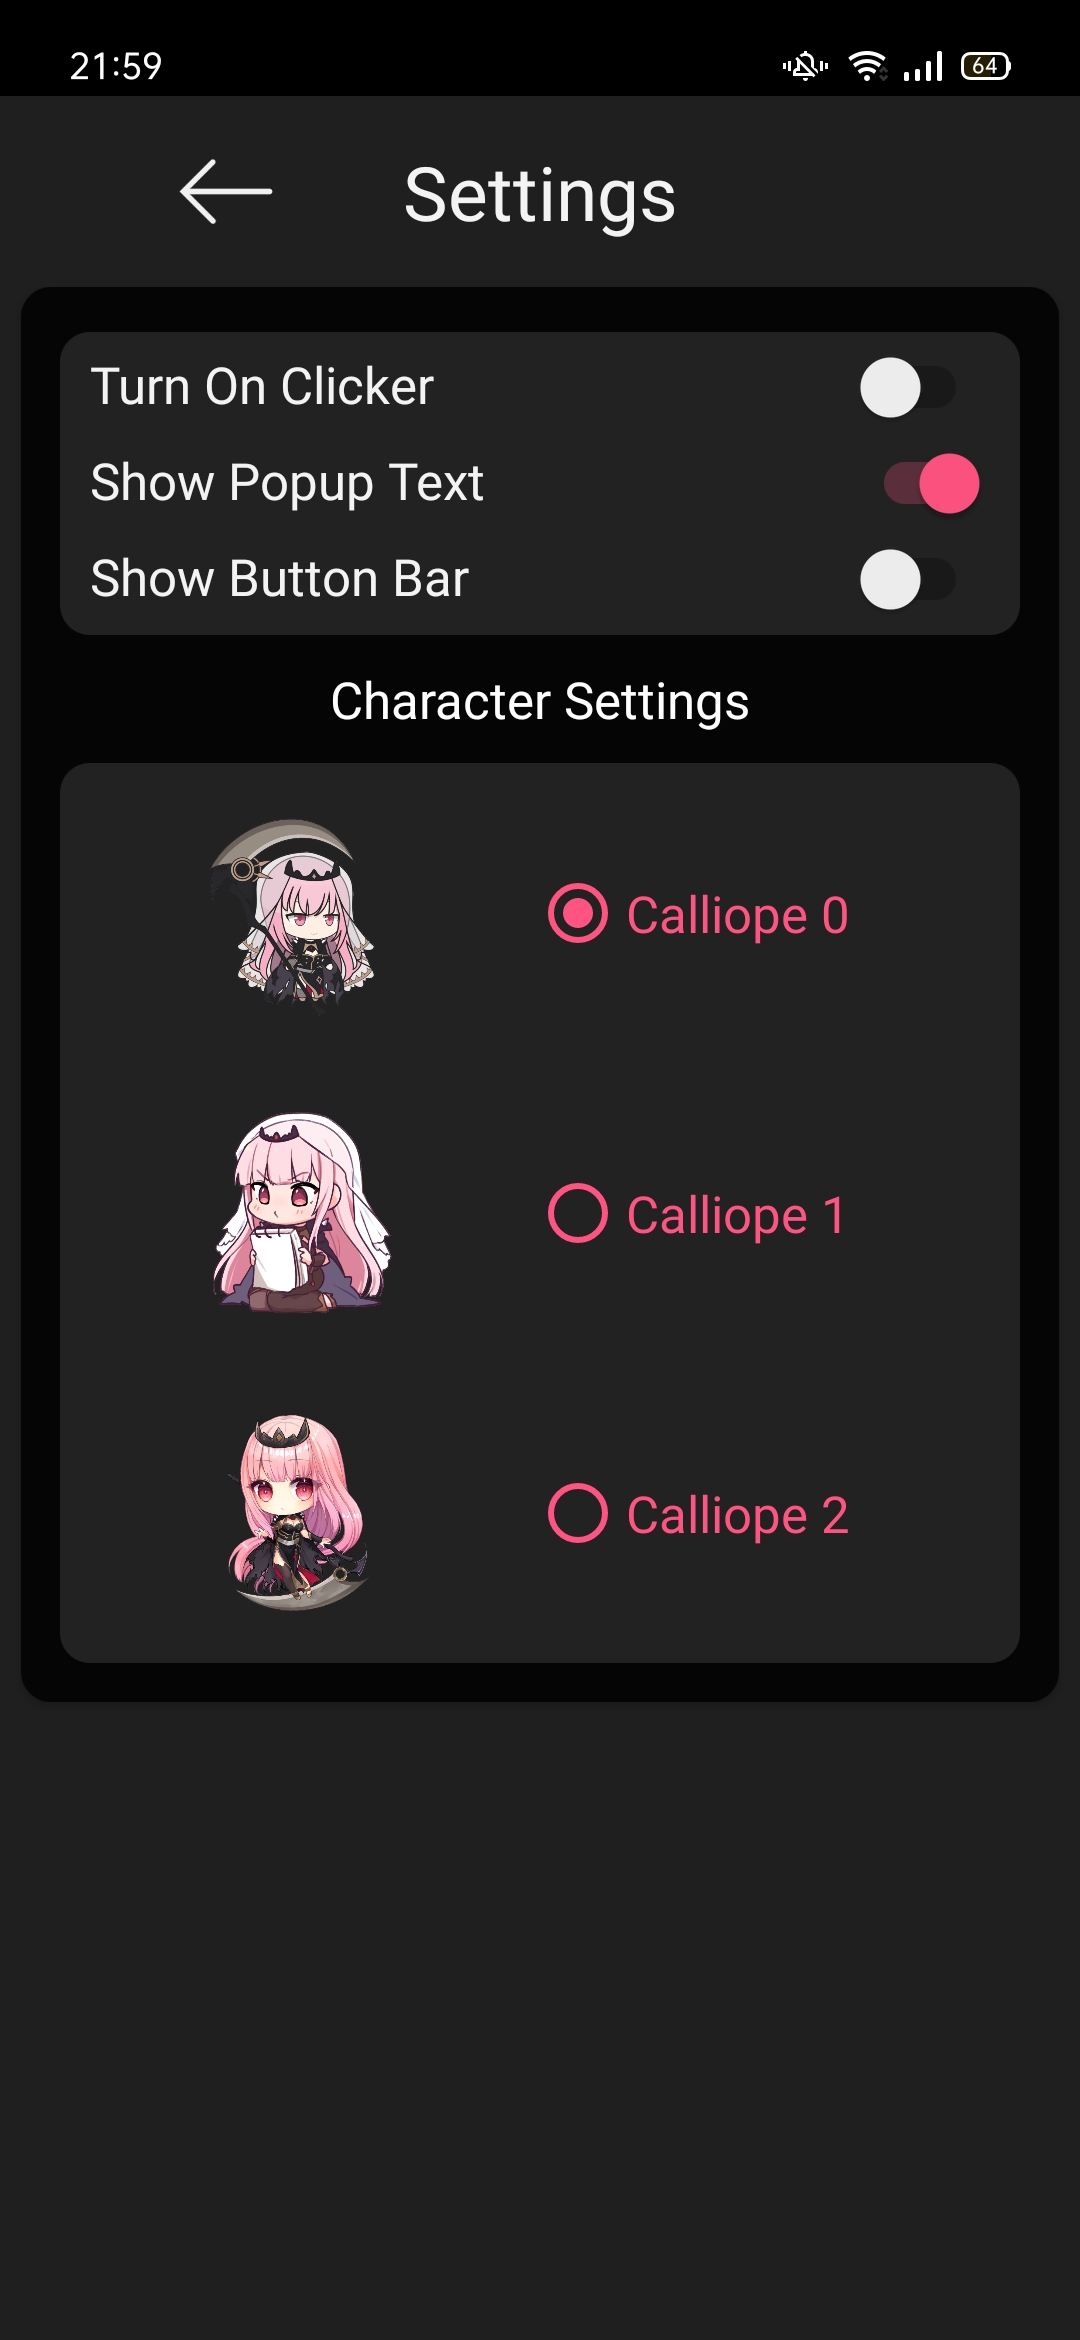 21:59
64
Settings
Turn On Clicker
Show Popup Text
Show Button Bar
Character Settings
Calliope 0
Calliope 1
Calliope 2